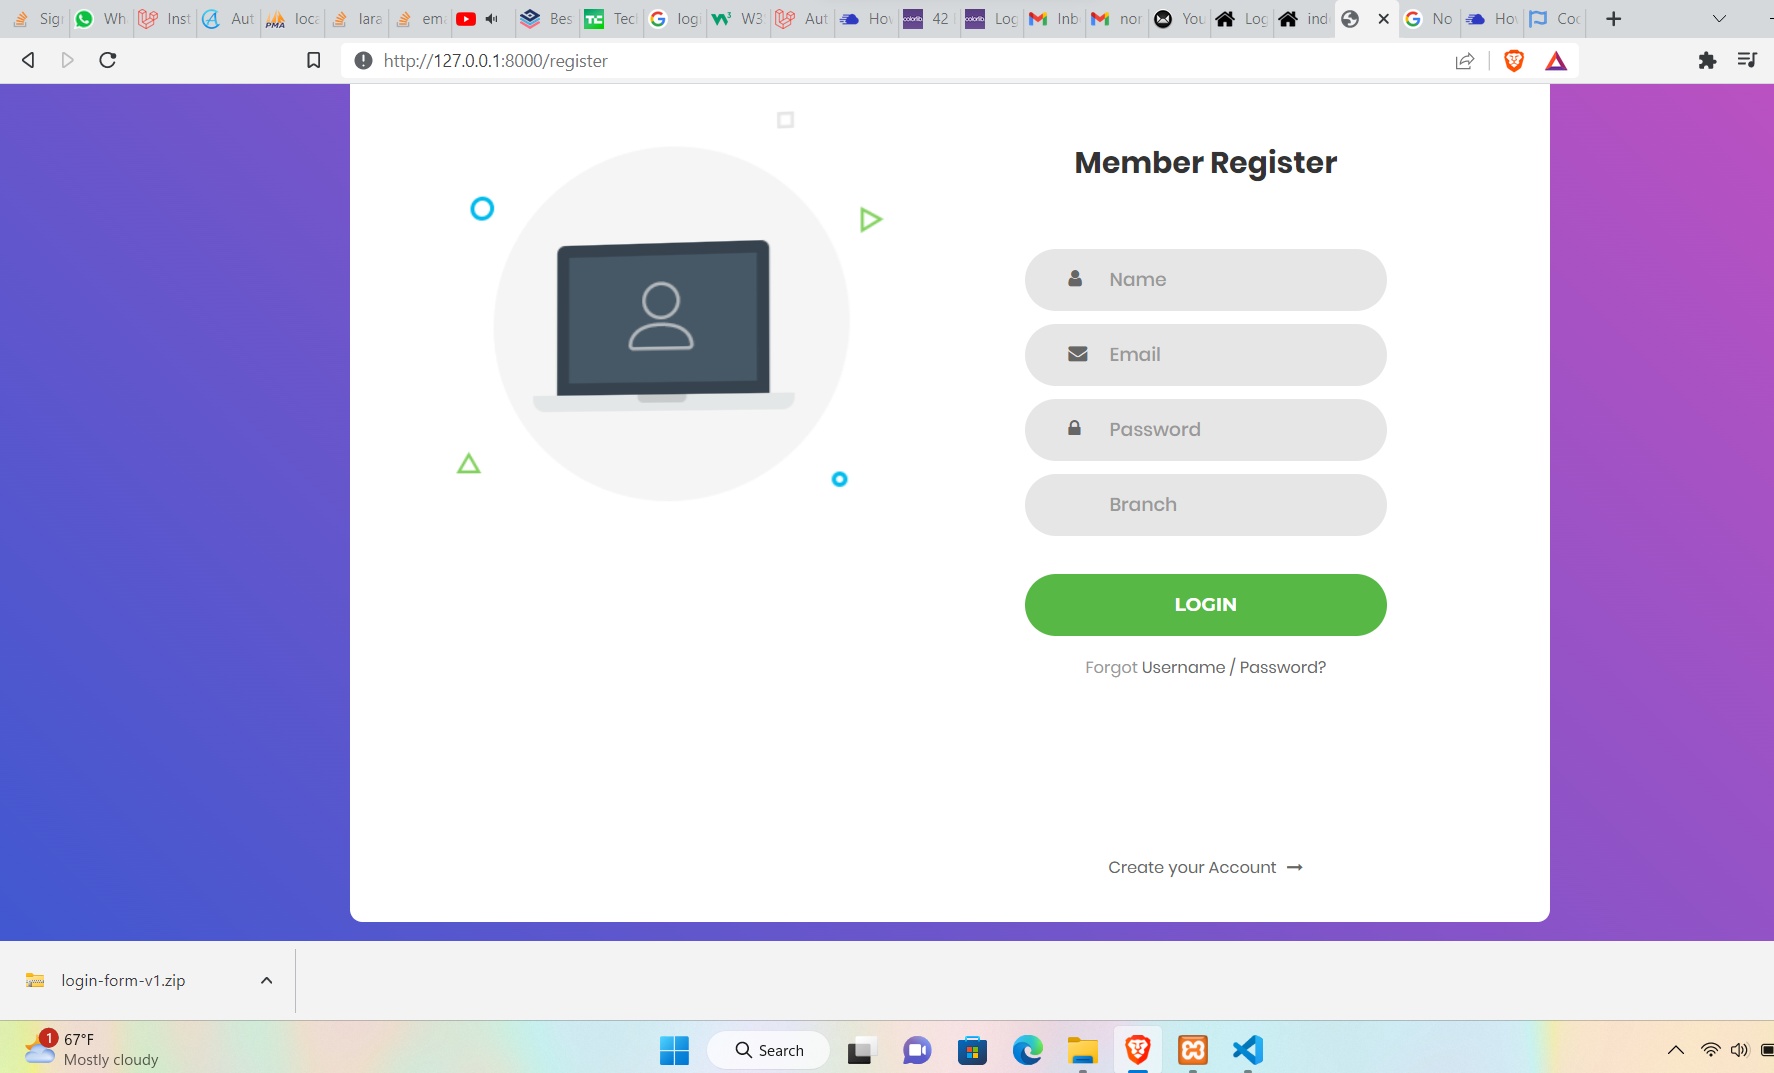 Sign
Wh
Inst
Aut
loca
lara
ema
Bes
Tec
logi
W3
Aut
Hov
42
Log
Inb
nor
You
Log
ind
No
Hov
Coc
http://127.0.0.1:8000/register
Member Register
Name
Email
Password
Branch
LOGIN
Forgot Username / Password?
Create your Account
login-form-v1.zip
1
67°F
Mostly cloudy
Search